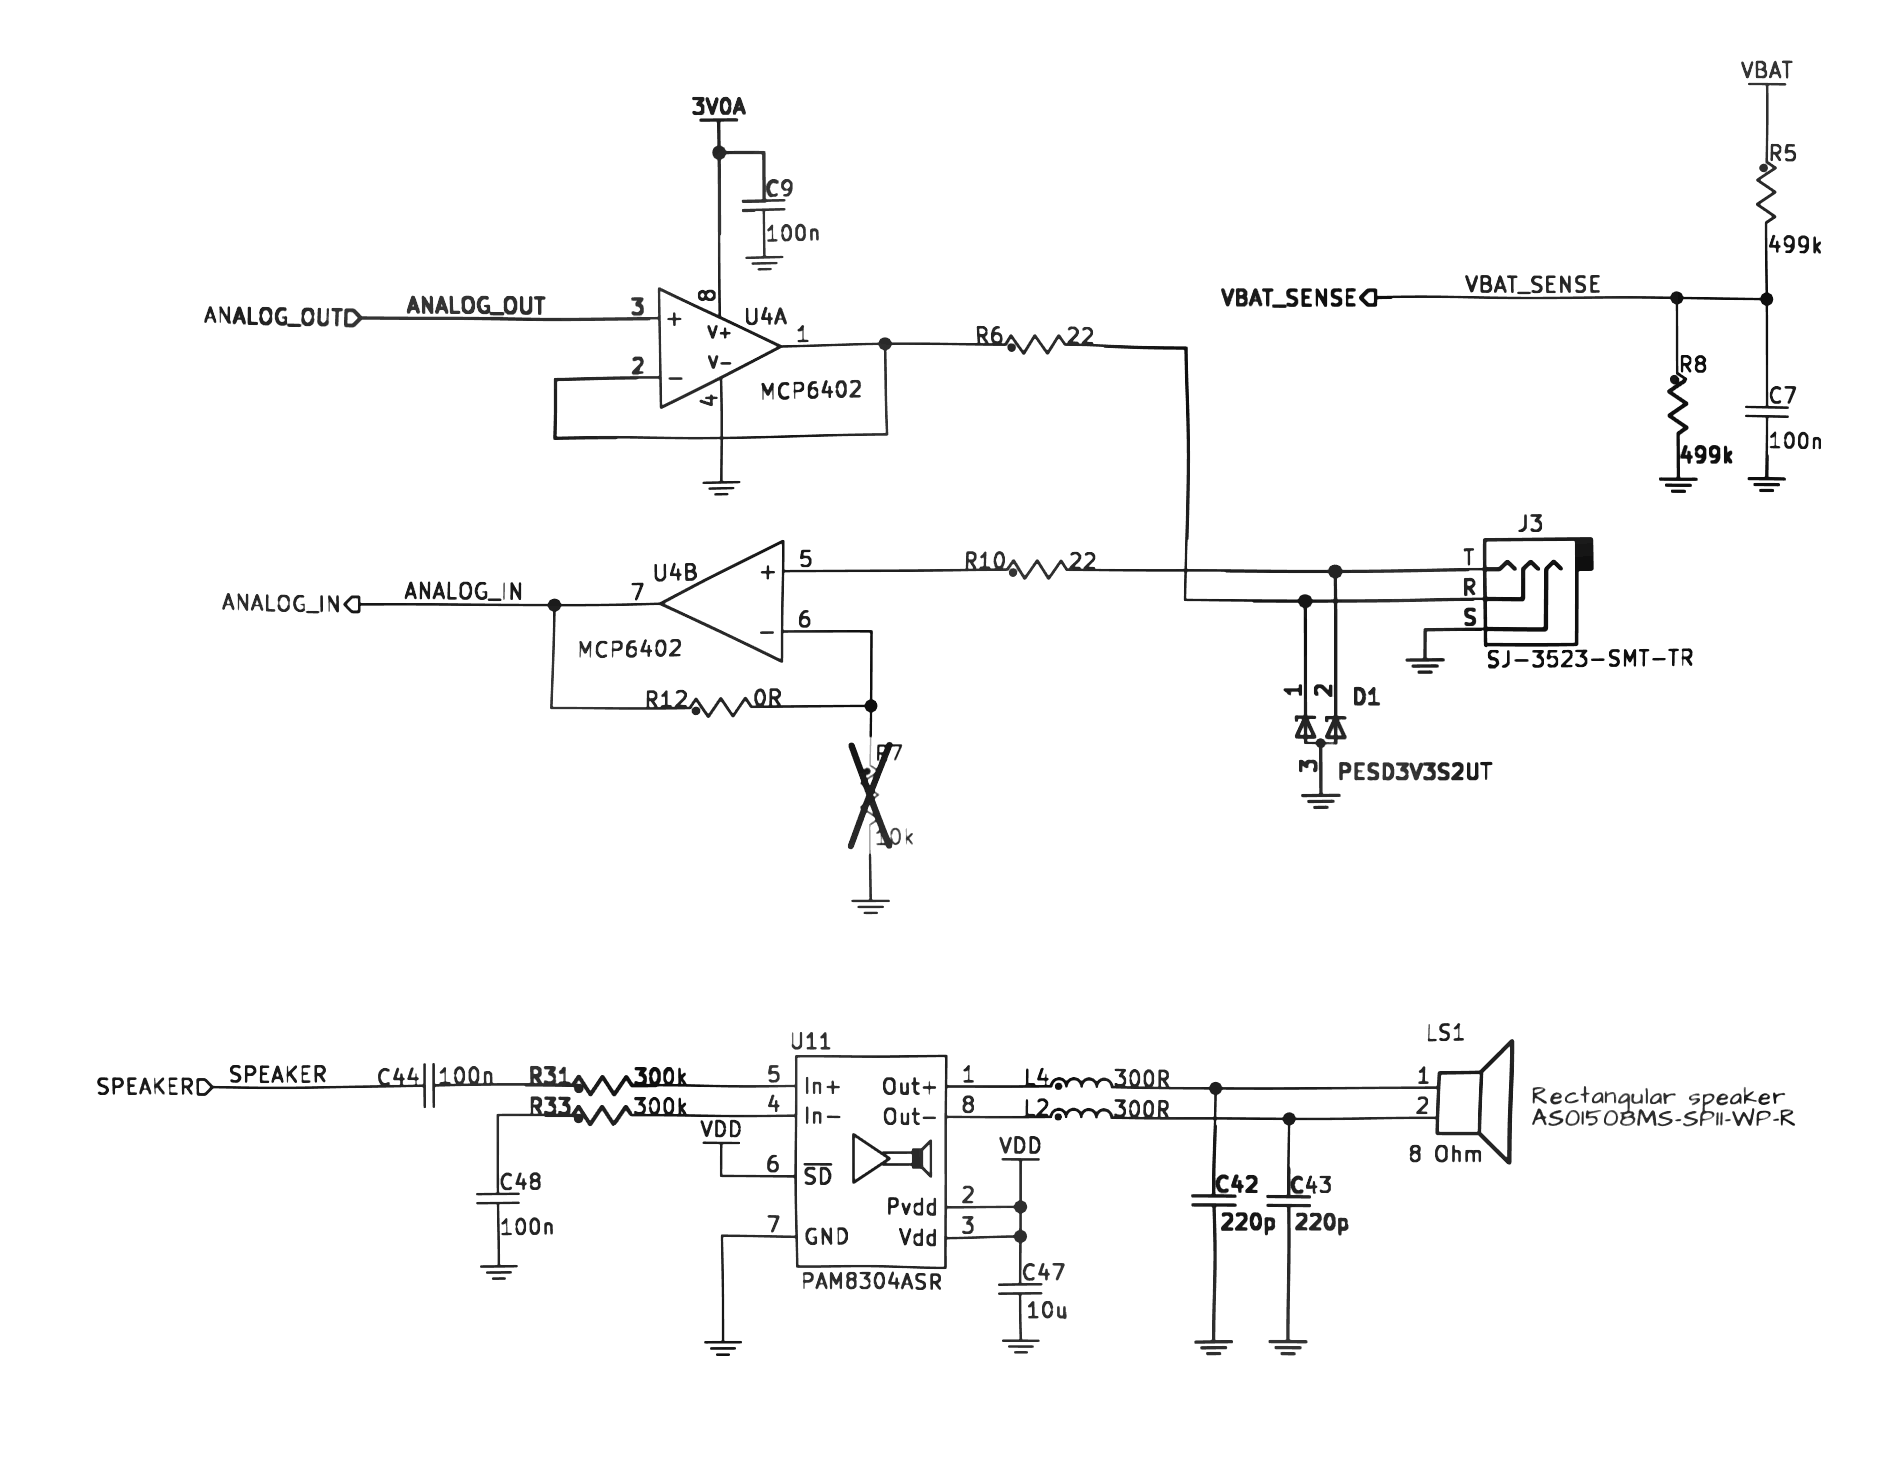 VBAT
3V0A
R5
C9
100n
499k
ANALOG_OUT
ANALOG_OUT
3
+
8
V+
U4A
1
VBAT_SENSE
VBAT_SENSE
R6
22
2
-
V-
4
MCP6402
R8
499k
C7
100n
J3
T
R
S
SJ-3523-SMT-TR
R10
22
5
+
U4B
7
ANALOG_IN
ANALOG_IN
6
-
MCP6402
R12
0R
R7
10k
1
2
D1
3
PESD3V3S2UT
U11
LS1
SPEAKER
SPEAKER
C44
100n
R31
300k
5
In+
Out+
1
L4
300R
1
R33
300k
4
In-
Out-
8
L2
300R
2
Rectangular speaker
AS01508MS-SP11-WP-R
8 Ohm
VDD
6
SD
VDD
C48
100n
Pvdd
2
7
GND
Vdd
3
PAM8304ASR
C47
10u
C42
220p
C43
220p